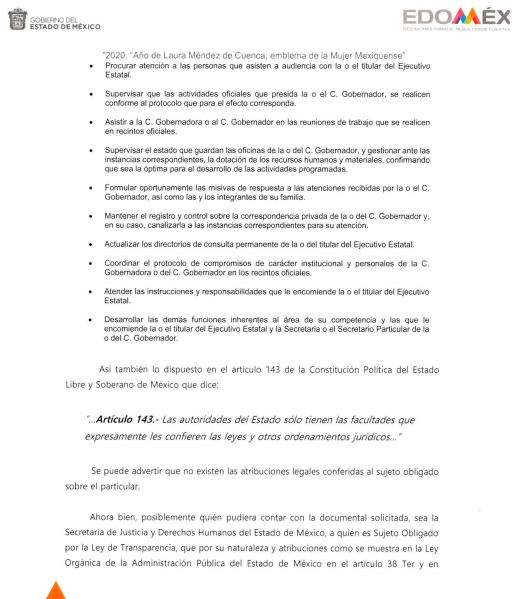 GOBIERNO DEL
ESTADO DE MÉXICO
EDOMÉX
DECISIONES FIRMES, RESULTADOS FUERTES
"2020. "Año de Laura Méndez de Cuenca; emblema de la Mujer Mexiquense"
• Procurar atención a las personas que asisten a audiencia con la o el titular del Ejecutivo
Estatal.
• Supervisar que las actividades oficiales que presida la o el C. Gobernador, se realicen
conforme al protocolo que para el efecto corresponda.
• Asistir a la C. Gobernadora o al C. Gobernador en las reuniones de trabajo que se realicen
en recintos oficiales.
• Supervisar el estado que guardan las oficinas de la o del C. Gobernador, y gestionar ante las
instancias correspondientes, la dotación de los recursos humanos y materiales, confirmando
que sea la óptima para el desarrollo de las actividades programadas.
• Formular oportunamente las misivas de respuesta a las atenciones recibidas por la o el C.
Gobernador, así como las y los integrantes de su familia.
• Mantener el registro y control sobre la correspondencia privada de la o del C. Gobernador y,
en su caso, canalizarla a las instancias correspondientes para su atención.
• Actualizar los directorios de consulta permanente de la o del titular del Ejecutivo Estatal.
• Coordinar el protocolo de compromisos de carácter institucional y personales de la C.
Gobernadora o del C. Gobernador en los recintos oficiales.
• Atender las instrucciones y responsabilidades que le encomiende la o el titular del Ejecutivo
Estatal.
• Desarrollar las demás funciones inherentes al área de su competencia y las que le
encomiende la o el titular del Ejecutivo Estatal y la Secretaria o el Secretario Particular de la
o del C. Gobernador.
Así también lo dispuesto en el artículo 143 de la Constitución Política del Estado
Libre y Soberano de México que dice:
"...Artículo 143.- Las autoridades del Estado sólo tienen las facultades que
expresamente les confieren las leyes y otros ordenamientos jurídicos..."
Se puede advertir que no existen las atribuciones legales conferidas al sujeto obligado
sobre el particular.
Ahora bien, posiblemente quién pudiera contar con la documental solicitada, sea la
Secretaria de Justicia y Derechos Humanos del Estado de México, a quién es Sujeto Obligado
por la Ley de Transparencia, que por su naturaleza y atribuciones como se muestra en la Ley
Orgánica de la Administración Pública del Estado de México en el artículo 38 Ter y en